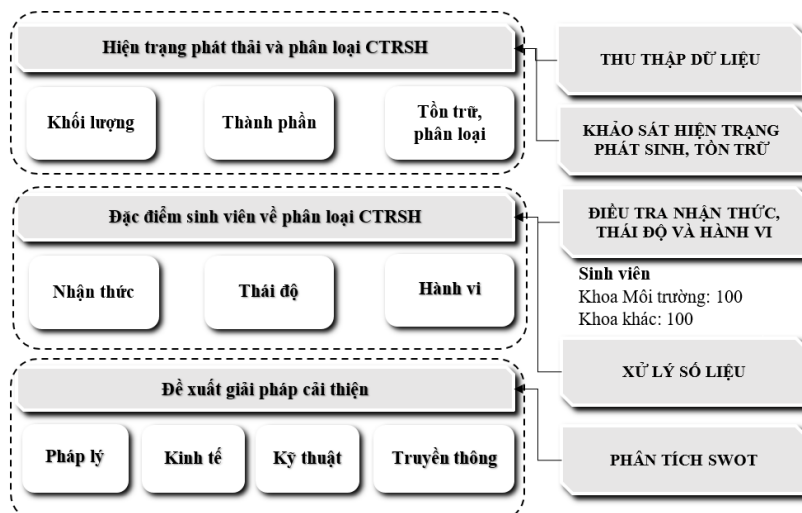 Hiện trạng phát thải và phân loại CTRSH
Khối lượng
Thành phần
Tồn trữ,
phân loại
Đặc điểm sinh viên về phân loại CTRSH
Nhận thức
Thái độ
Hành vi
Đề xuất giải pháp cải thiện
Pháp lý
Kinh tế
Kỹ thuật
Truyền thông
THU THẬP DỮ LIỆU
KHẢO SÁT HIỆN TRẠNG
PHÁT SINH, TỒN TRỮ
ĐIỀU TRA NHẬN THỨC,
THÁI ĐỘ VÀ HÀNH VI
Sinh viên
Khoa Môi trường: 100
Khoa khác: 100
XỬ LÝ SỐ LIỆU
PHÂN TÍCH SWOT